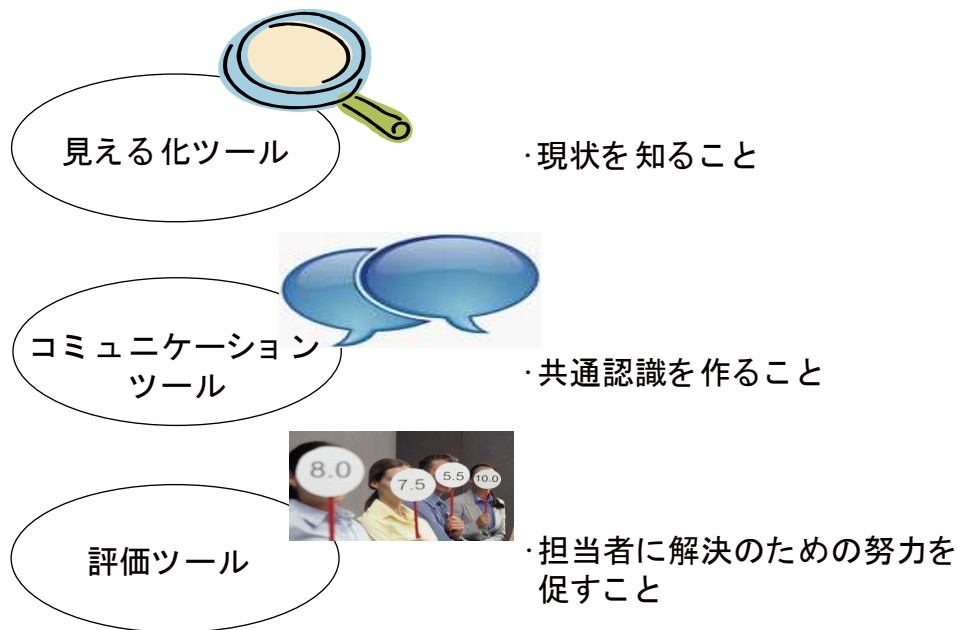 見える化ツール
・現状を知ること
コミュニケーション
ツール
・共通認識を作ること
8.0
7.5
5.5
10.0
評価ツール
・担当者に解決のための努力を
促すこと